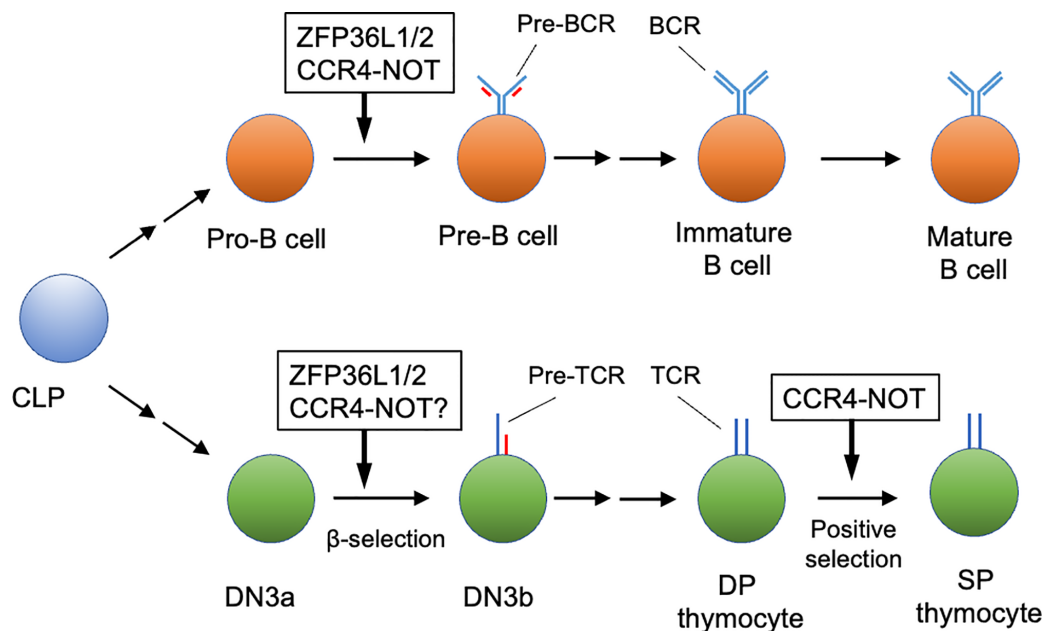 ZFP36L1/2
CCR4-NOT
Pre-BCR
BCR
Pro-B cell
Pre-B cell
Immature
B cell
Mature
B cell
CLP
ZFP36L1/2
CCR4-NOT?
Pre-TCR
TCR
CCR4-NOT
β-selection
Positive
selection
DN3a
DN3b
DP
thymocyte
SP
thymocyte